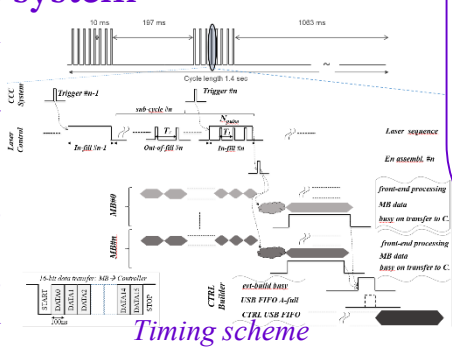 system
10 ms
197 ms
1063 ms
~
Cycle length 1.4 sec
CCC System
Trigger #n-1
Trigger #n
sub-cycle #n
Laser Control
In-fill #n-1
Out-of fill #n
In-fill #n
Laser sequence
En assembl. #n
MB#0
front-end processing
MB data
busy on transfer to C.
MB#n
front-end processing
MB data
busy on transfer to C.
16-bit data transfer: MB → Controller
START
DATA0
DATA1
DATA2
DATA14
DATA15
STOP
100ns
CTRL Builder
evt-build busy
USB FIFO A-full
CTRL USB FIFO
~
Timing scheme